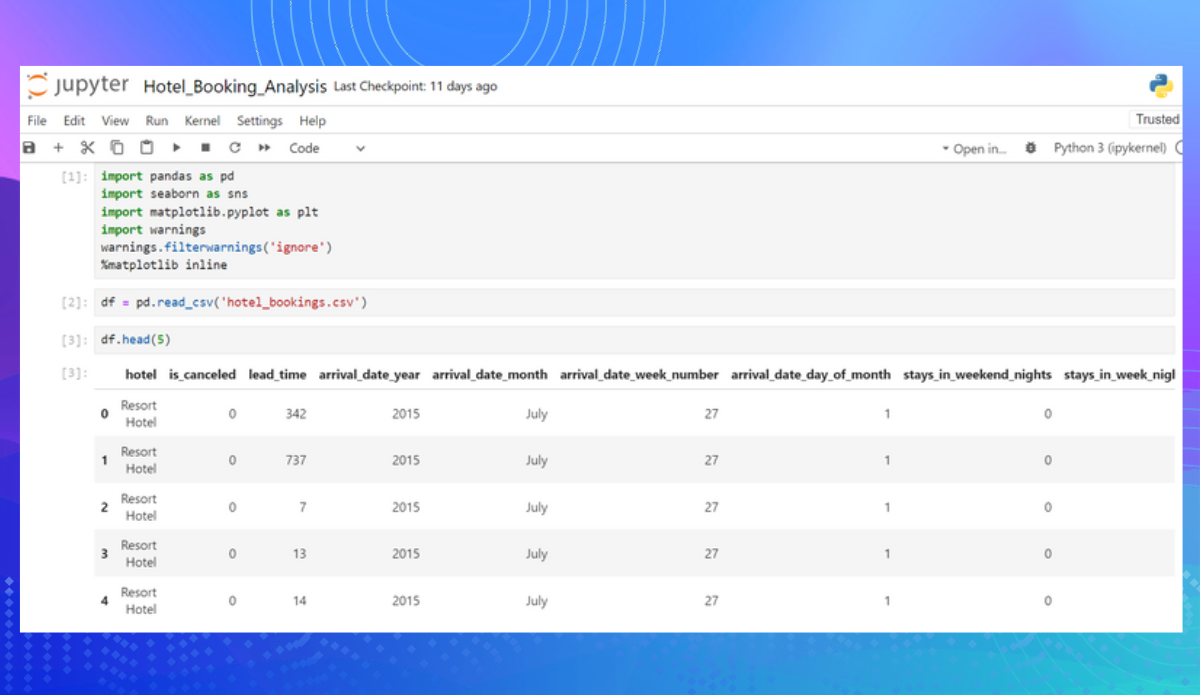 jupyter Hotel_Booking_Analysis Last Checkpoint: 11 days ago
File Edit View Run Kernel Settings Help Trusted
Code Open in... Python 3 (ipykernel)
[1]: import pandas as pd
import seaborn as sns
import matplotlib.pyplot as plt
import warnings
warnings.filterwarnings('ignore')
%matplotlib inline
[2]: df = pd.read_csv('hotel_bookings.csv')
[3]: df.head(5)
[3]: hotel is_canceled lead_time arrival_date_year arrival_date_month arrival_date_week_number arrival_date_day_of_month stays_in_weekend_nights stays_in_week_nigl
0 Resort Hotel 0 342 2015 July 27 1 0
1 Resort Hotel 0 737 2015 July 27 1 0
2 Resort Hotel 0 7 2015 July 27 1 0
3 Resort Hotel 0 13 2015 July 27 1 0
4 Resort Hotel 0 14 2015 July 27 1 0